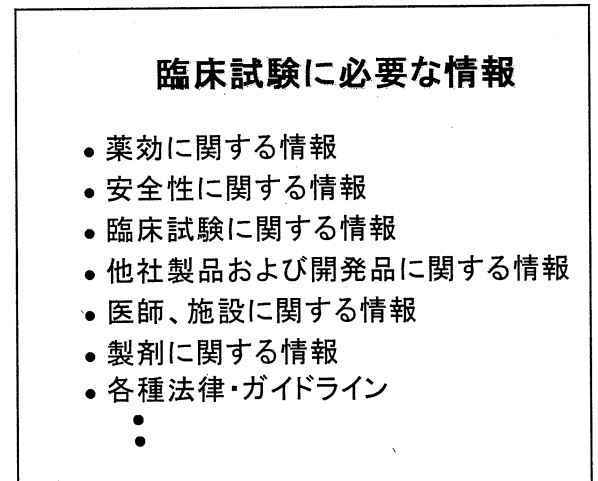 臨床試験に必要な情報
• 薬効に関する情報
• 安全性に関する情報
• 臨床試験に関する情報
• 他社製品および開発品に関する情報
• 医師、施設に関する情報
• 製剤に関する情報
• 各種法律・ガイドライン
•
•